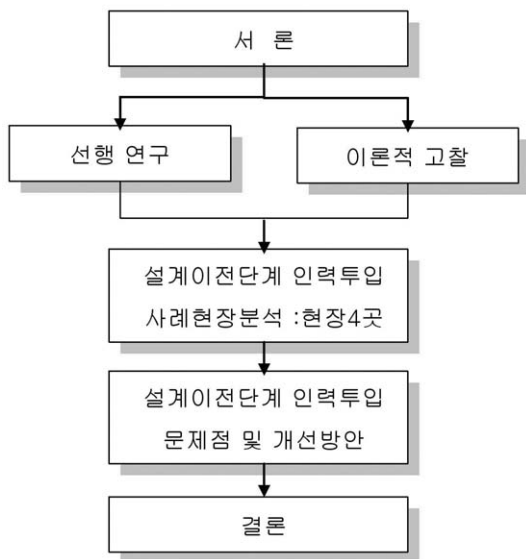 서 론
선행 연구
이론적 고찰
설계이전단계 인력투입
사례현장분석 :현장4곳
설계이전단계 인력투입
문제점 및 개선방안
결론